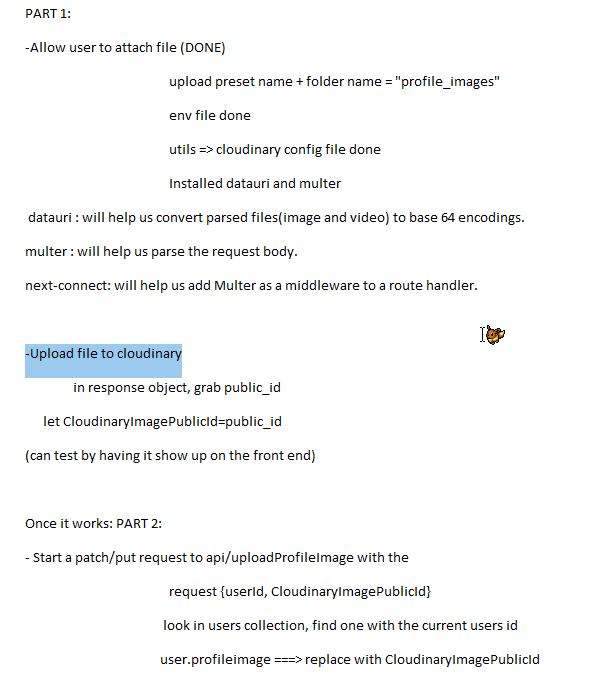 PART 1:
-Allow user to attach file (DONE)
upload preset name + folder name = "profile_images"
env file done
utils => cloudinary config file done
Installed datauri and multer
datauri : will help us convert parsed files(image and video) to base 64 encodings.
multer : will help us parse the request body.
next-connect: will help us add Multer as a middleware to a route handler.
-Upload file to cloudinary
in response object, grab public_id
let CloudinaryImagePublicId=public_id
(can test by having it show up on the front end)
Once it works: PART 2:
- Start a patch/put request to api/uploadProfileImage with the
request {userId, CloudinaryImagePublicId}
look in users collection, find one with the current users id
user.profileimage ===> replace with CloudinaryImagePublicId